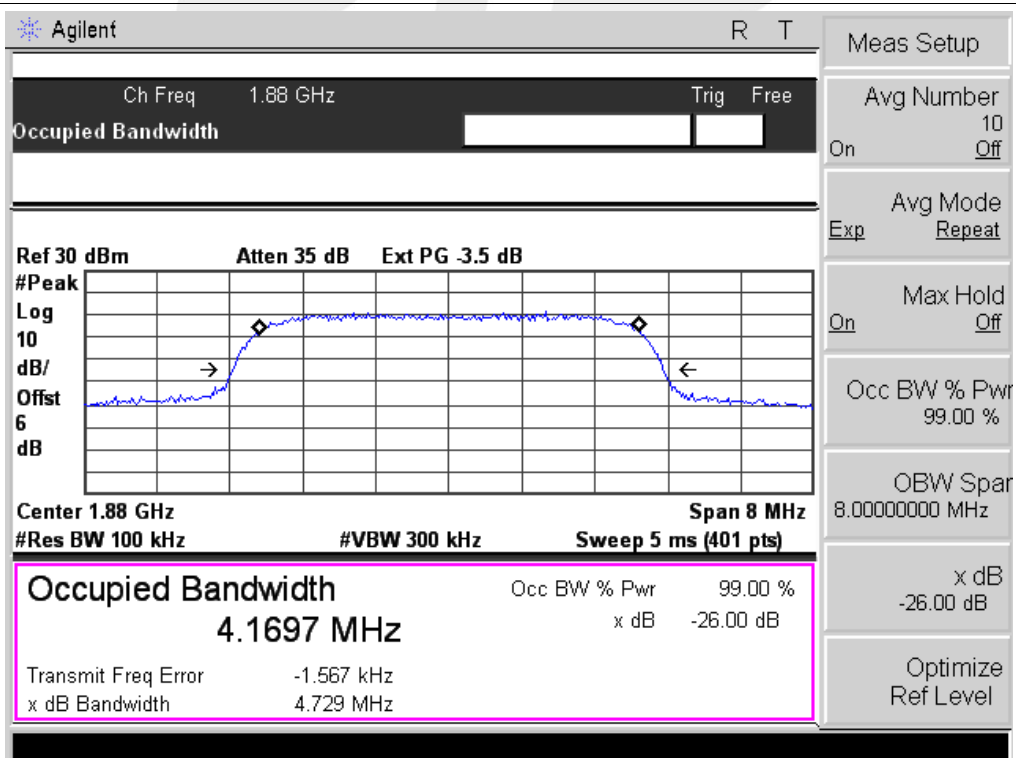 Agilent R T
Ch Freq 1.88 GHz Trig Free
Occupied Bandwidth
Ref 30 dBm Atten 35 dB Ext PG -3.5 dB
#Peak
Log
10
dB/
Offst
6
dB
Center 1.88 GHz Span 8 MHz
#Res BW 100 kHz #VBW 300 kHz Sweep 5 ms (401 pts)
Occupied Bandwidth
4.1697 MHz
Occ BW % Pwr 99.00 %
x dB -26.00 dB
Transmit Freq Error -1.567 kHz
x dB Bandwidth 4.729 MHz
Meas Setup
Avg Number
10
On Off
Avg Mode
Exp Repeat
Max Hold
On Off
Occ BW % Pwr
99.00 %
OBW Span
8.00000000 MHz
x dB
-26.00 dB
Optimize
Ref Level